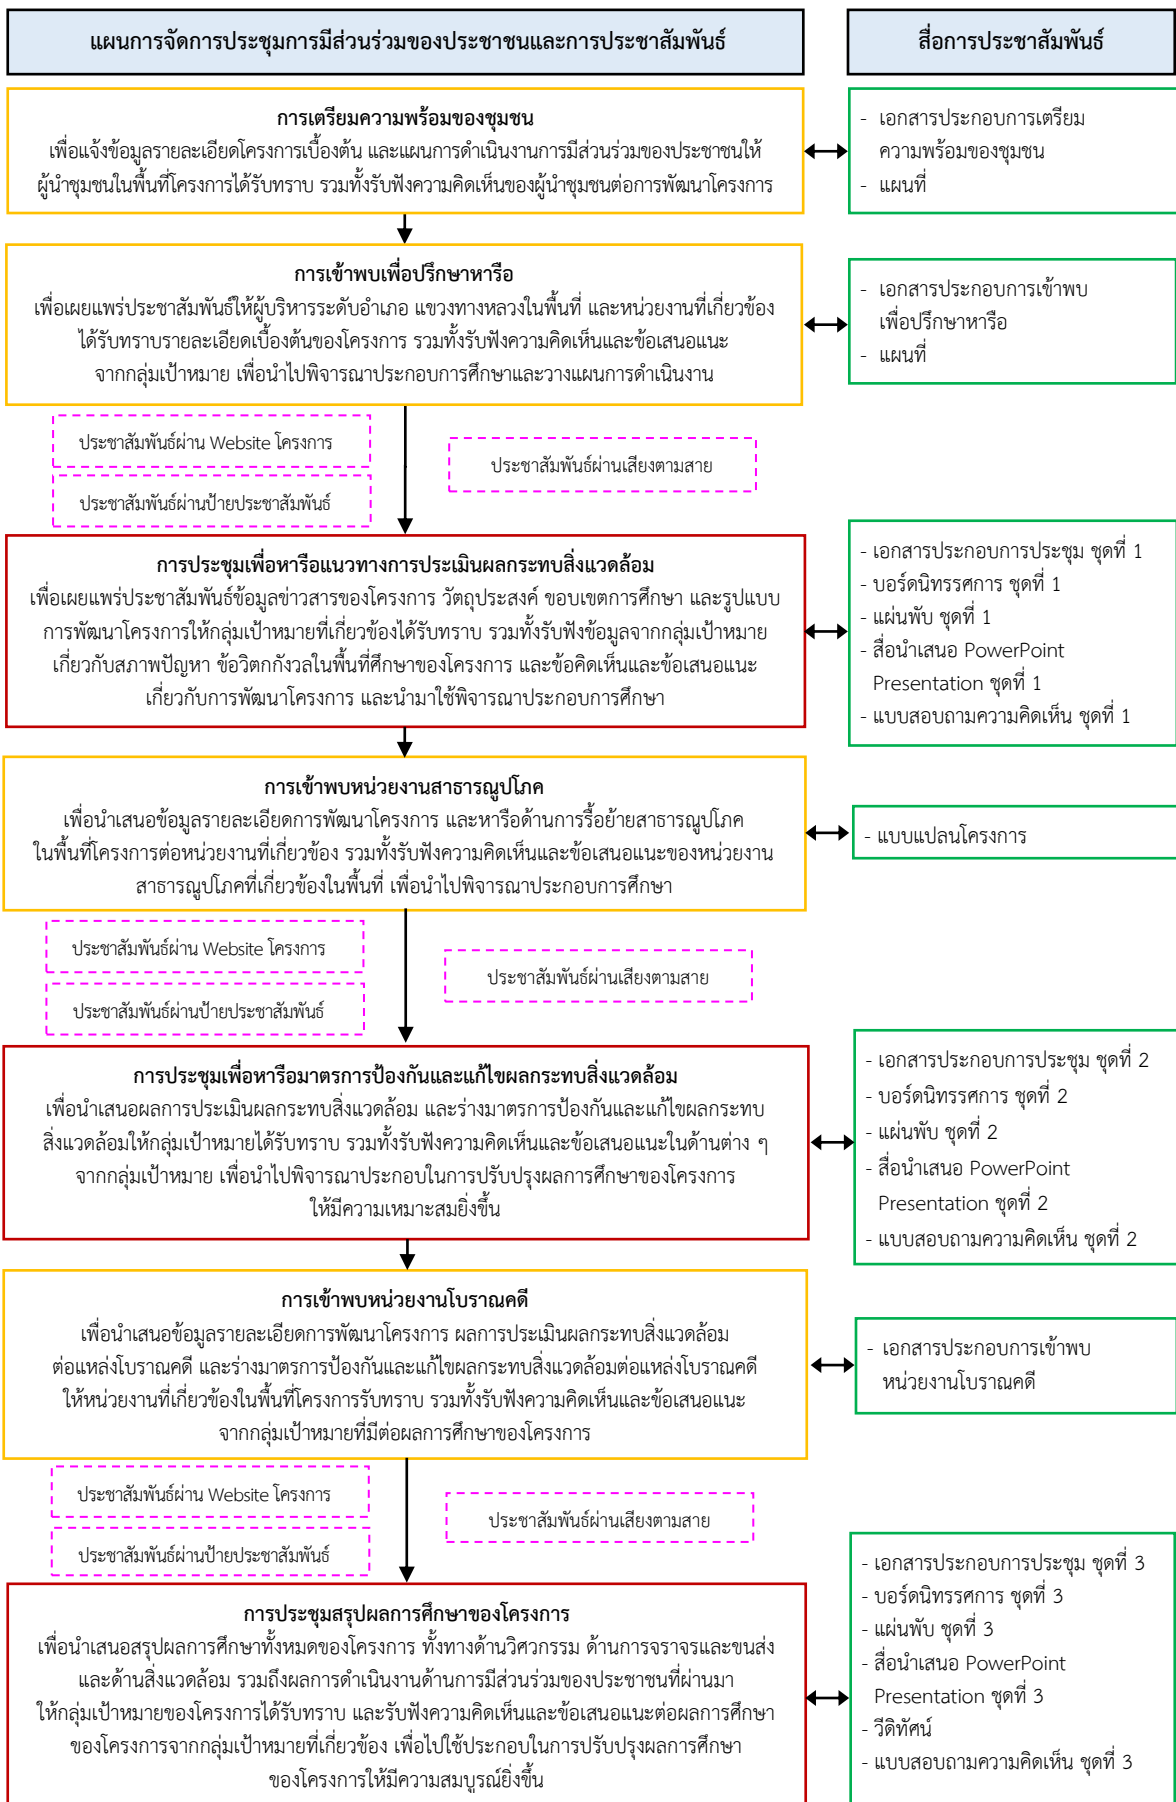 แผนการจัดการประชุมการมีส่วนร่วมของประชาชนและการประชาสัมพันธ์
สื่อการประชาสัมพันธ์
การเตรียมความพร้อมของชุมชน
เพื่อแจ้งข้อมูลรายละเอียดโครงการเบื้องต้น และแผนการดำเนินงานการมีส่วนร่วมของประชาชนให้
ผู้นำชุมชนในพื้นที่โครงการได้รับทราบ รวมทั้งรับฟังความคิดเห็นของผู้นำชุมชนต่อการพัฒนาโครงการ
- เอกสารประกอบการเตรียม
ความพร้อมของชุมชน
- แผนที่
การเข้าพบเพื่อปรึกษาหารือ
เพื่อเผยแพร่ประชาสัมพันธ์ให้ผู้บริหารระดับอำเภอ แขวงทางหลวงในพื้นที่ และหน่วยงานที่เกี่ยวข้อง
ได้รับทราบรายละเอียดเบื้องต้นของโครงการ รวมทั้งรับฟังความคิดเห็นและข้อเสนอแนะ
จากกลุ่มเป้าหมาย เพื่อนำไปพิจารณาประกอบการศึกษาและวางแผนการดำเนินงาน
- เอกสารประกอบการเข้าพบ
เพื่อปรึกษาหารือ
- แผนที่
ประชาสัมพันธ์ผ่าน Website โครงการ
ประชาสัมพันธ์ผ่านเสียงตามสาย
ประชาสัมพันธ์ผ่านป้ายประชาสัมพันธ์
การประชุมเพื่อหารือแนวทางการประเมินผลกระทบสิ่งแวดล้อม
เพื่อเผยแพร่ประชาสัมพันธ์ข้อมูลข่าวสารของโครงการ วัตถุประสงค์ ขอบเขตการศึกษา และรูปแบบ
การพัฒนาโครงการให้กลุ่มเป้าหมายที่เกี่ยวข้องได้รับทราบ รวมทั้งรับฟังข้อมูลจากกลุ่มเป้าหมาย
เกี่ยวกับสภาพปัญหา ข้อวิตกกังวลในพื้นที่ศึกษาของโครงการ และข้อคิดเห็นและข้อเสนอแนะ
เกี่ยวกับการพัฒนาโครงการ และนำมาใช้พิจารณาประกอบการศึกษา
- เอกสารประกอบการประชุม ชุดที่ 1
- บอร์ดนิทรรศการ ชุดที่ 1
- แผ่นพับ ชุดที่ 1
- สื่อนำเสนอ PowerPoint
Presentation ชุดที่ 1
- แบบสอบถามความคิดเห็น ชุดที่ 1
การเข้าพบหน่วยงานสาธารณูปโภค
เพื่อนำเสนอข้อมูลรายละเอียดการพัฒนาโครงการ และหารือด้านการรื้อย้ายสาธารณูปโภค
ในพื้นที่โครงการต่อหน่วยงานที่เกี่ยวข้อง รวมทั้งรับฟังความคิดเห็นและข้อเสนอแนะของหน่วยงาน
สาธารณูปโภคที่เกี่ยวข้องในพื้นที่ เพื่อนำไปพิจารณาประกอบการศึกษา
- แบบแปลนโครงการ
ประชาสัมพันธ์ผ่าน Website โครงการ
ประชาสัมพันธ์ผ่านเสียงตามสาย
ประชาสัมพันธ์ผ่านป้ายประชาสัมพันธ์
การประชุมเพื่อหารือมาตรการป้องกันและแก้ไขผลกระทบสิ่งแวดล้อม
เพื่อนำเสนอผลการประเมินผลกระทบสิ่งแวดล้อม และร่างมาตรการป้องกันและแก้ไขผลกระทบ
สิ่งแวดล้อมให้กลุ่มเป้าหมายได้รับทราบ รวมทั้งรับฟังความคิดเห็นและข้อเสนอแนะในด้านต่าง ๆ
จากกลุ่มเป้าหมาย เพื่อนำไปพิจารณาประกอบในการปรับปรุงผลการศึกษาของโครงการ
ให้มีความเหมาะสมยิ่งขึ้น
- เอกสารประกอบการประชุม ชุดที่ 2
- บอร์ดนิทรรศการ ชุดที่ 2
- แผ่นพับ ชุดที่ 2
- สื่อนำเสนอ PowerPoint
Presentation ชุดที่ 2
- แบบสอบถามความคิดเห็น ชุดที่ 2
การเข้าพบหน่วยงานโบราณคดี
เพื่อนำเสนอข้อมูลรายละเอียดการพัฒนาโครงการ ผลการประเมินผลกระทบสิ่งแวดล้อม
ต่อแหล่งโบราณคดี และร่างมาตรการป้องกันและแก้ไขผลกระทบสิ่งแวดล้อมต่อแหล่งโบราณคดี
ให้หน่วยงานที่เกี่ยวข้องในพื้นที่โครงการรับทราบ รวมทั้งรับฟังความคิดเห็นและข้อเสนอแนะ
จากกลุ่มเป้าหมายที่มีต่อผลการศึกษาของโครงการ
- เอกสารประกอบการเข้าพบ
หน่วยงานโบราณคดี
ประชาสัมพันธ์ผ่าน Website โครงการ
ประชาสัมพันธ์ผ่านเสียงตามสาย
ประชาสัมพันธ์ผ่านป้ายประชาสัมพันธ์
การประชุมสรุปผลการศึกษาของโครงการ
เพื่อนำเสนอสรุปผลการศึกษาทั้งหมดของโครงการ ทั้งทางด้านวิศวกรรม ด้านการจราจรและขนส่ง
และด้านสิ่งแวดล้อม รวมถึงผลการดำเนินงานด้านการมีส่วนร่วมของประชาชนที่ผ่านมา
ให้กลุ่มเป้าหมายของโครงการได้รับทราบ และรับฟังความคิดเห็นและข้อเสนอแนะต่อผลการศึกษา
ของโครงการจากกลุ่มเป้าหมายที่เกี่ยวข้อง เพื่อไปใช้ประกอบในการปรับปรุงผลการศึกษา
ของโครงการให้มีความสมบูรณ์ยิ่งขึ้น
- เอกสารประกอบการประชุม ชุดที่ 3
- บอร์ดนิทรรศการ ชุดที่ 3
- แผ่นพับ ชุดที่ 3
- สื่อนำเสนอ PowerPoint
Presentation ชุดที่ 3
- วีดิทัศน์
- แบบสอบถามความคิดเห็น ชุดที่ 3